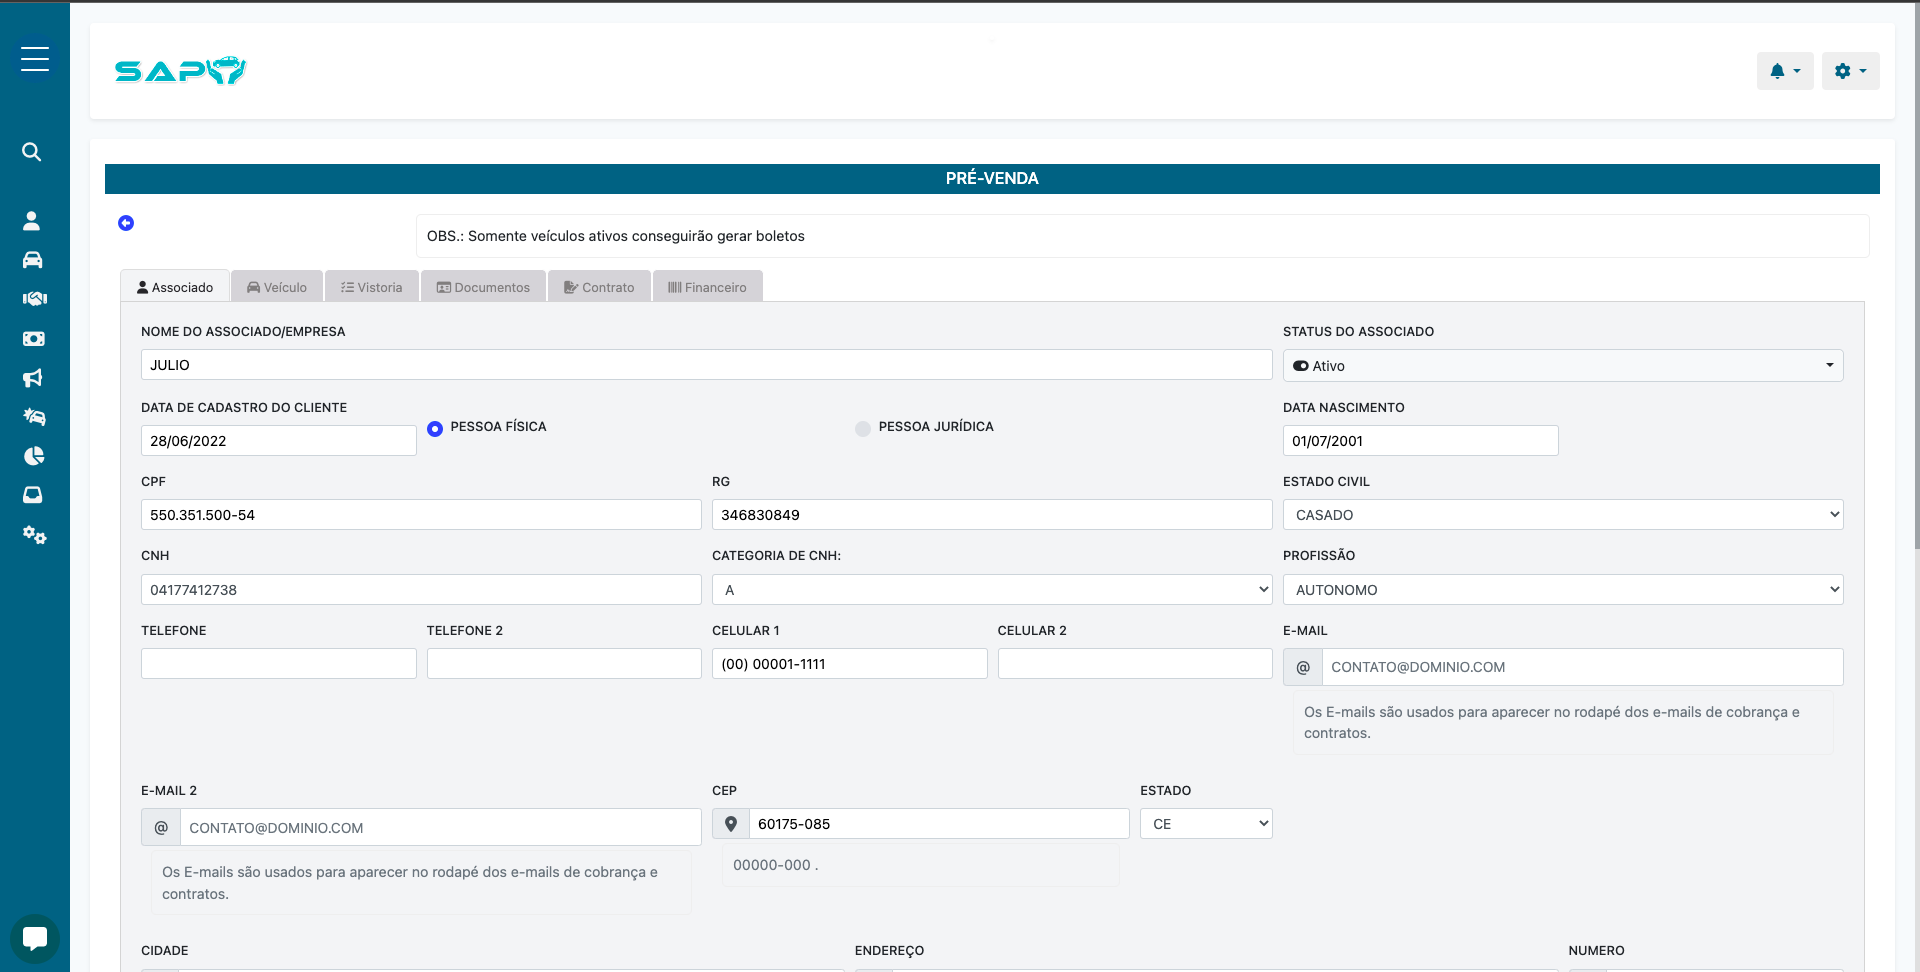 SAPY
PRÉ-VENDA
OBS.: Somente veículos ativos conseguirão gerar boletos
Associado Veículo Vistoria Documentos Contrato Financeiro
NOME DO ASSOCIADO/EMPRESA STATUS DO ASSOCIADO
JULIO Ativo
DATA DE CADASTRO DO CLIENTE PESSOA FÍSICA PESSOA JURÍDICA DATA NASCIMENTO
28/06/2022 01/07/2001
CPF RG ESTADO CIVIL
550.351.500-54 346830849 CASADO
CNH CATEGORIA DE CNH: PROFISSÃO
04177412738 A AUTONOMO
TELEFONE TELEFONE 2 CELULAR 1 CELULAR 2 E-MAIL
(00) 00001-1111 @ CONTATO@DOMINIO.COM
Os E-mails são usados para aparecer no rodapé dos e-mails de cobrança e
contratos.
E-MAIL 2 CEP ESTADO
@ CONTATO@DOMINIO.COM 60175-085 CE
00000-000 .
Os E-mails são usados para aparecer no rodapé dos e-mails de cobrança e
contratos.
CIDADE ENDEREÇO NUMERO